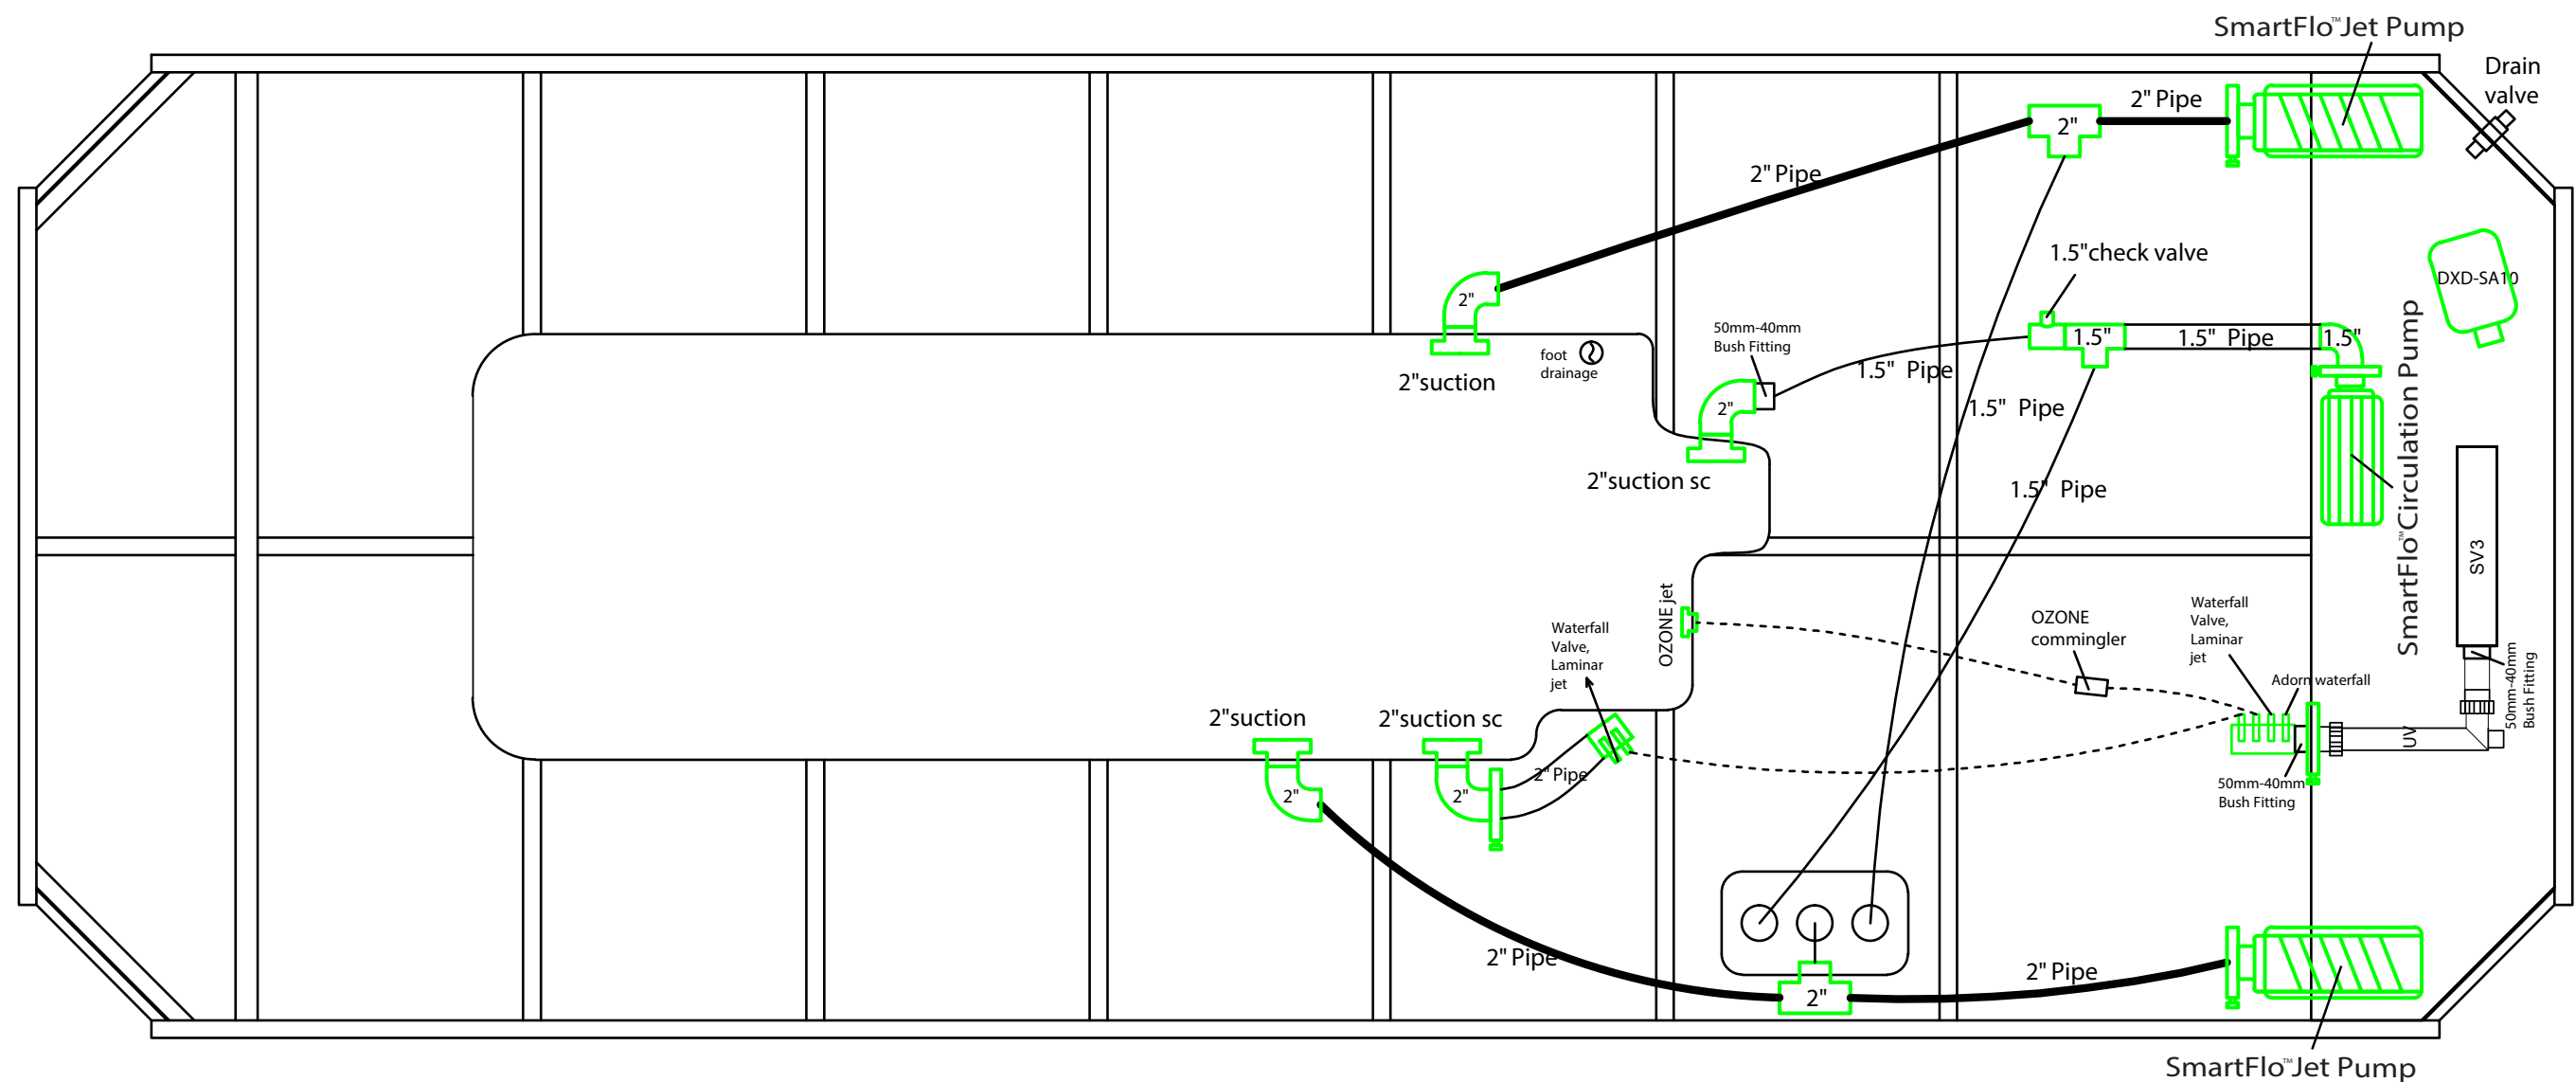 SmartFlo™Jet Pump
Drain
valve
2" Pipe
2"
2" Pipe
1.5"check valve
DXD-SA10
2"
50mm-40mm
Bush Fitting
1.5"
1.5" Pipe
1.5"
foot
drainage
2"suction
1.5" Pipe
2"
1.5" Pipe
SmartFlo™Circulation Pump
2"suction sc
1.5" Pipe
SV3
OZONE jet
Waterfall
Valve,
Laminar
jet
OZONE
commingler
Waterfall
Valve,
Laminar
jet
Adorn waterfall
50mm-40mm
Bush Fitting
2"suction
2"suction sc
UV
2" Pipe
50mm-40mm
Bush Fitting
2"
2"
2" Pipe
2" Pipe
2"
SmartFlo™Jet Pump